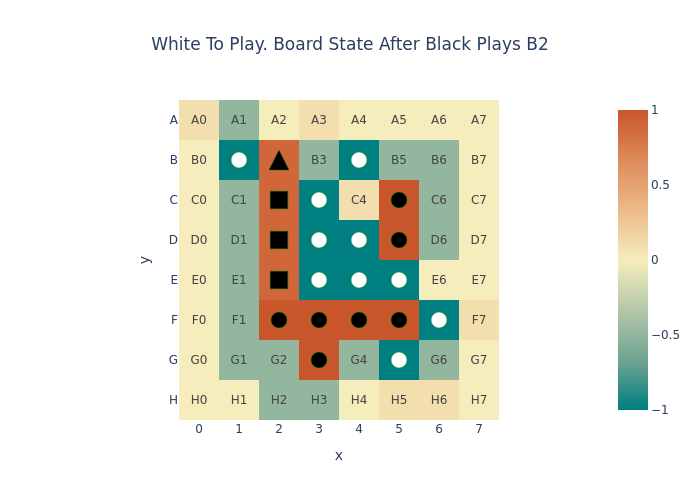 White To Play. Board State After Black Plays B2
A A0 A1 A2 A3 A4 A5 A6 A7
B B0 B3 B5 B6 B7
C C0 C1 C4 C6 C7
D D0 D1 D6 D7
E E0 E1 E6 E7
F F0 F1 F7
G G0 G1 G2 G4 G6 G7
H H0 H1 H2 H3 H4 H5 H6 H7
0 1 2 3 4 5 6 7
x
y
1
0.5
0
−0.5
−1